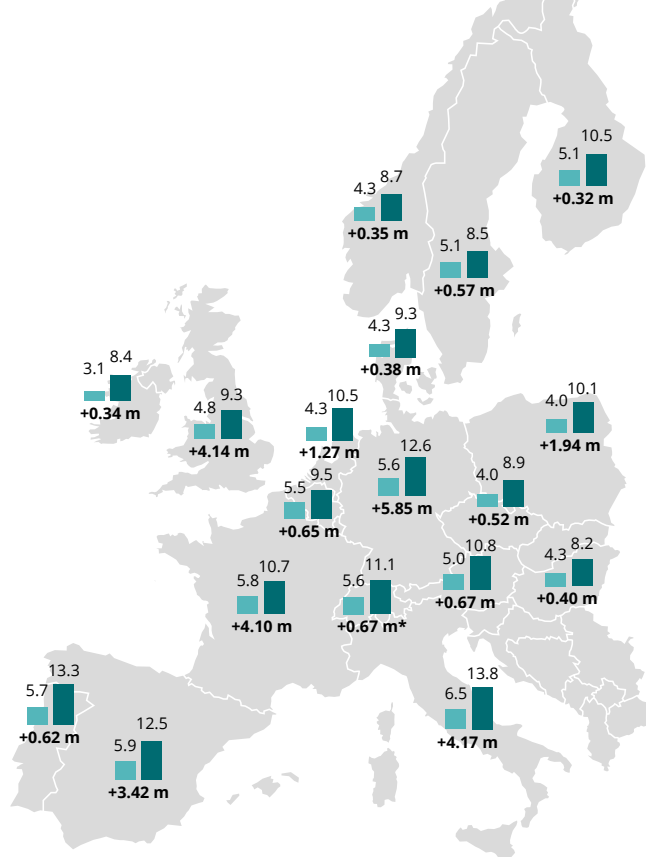 10.5
5.1
+0.32 m
8.7
4.3
+0.35 m
8.5
5.1
+0.57 m
9.3
4.3
+0.38 m
8.4
3.1
+0.34 m
9.3
4.8
+4.14 m
10.5
4.3
+1.27 m
10.1
4.0
+1.94 m
12.6
5.6
+5.85 m
8.9
4.0
+0.52 m
9.5
5.5
+0.65 m
10.8
5.0
+0.67 m
8.2
4.3
+0.40 m
10.7
5.8
+4.10 m
11.1
5.6
+0.67 m*
13.3
5.7
+0.62 m
13.8
6.5
+4.17 m
12.5
5.9
+3.42 m